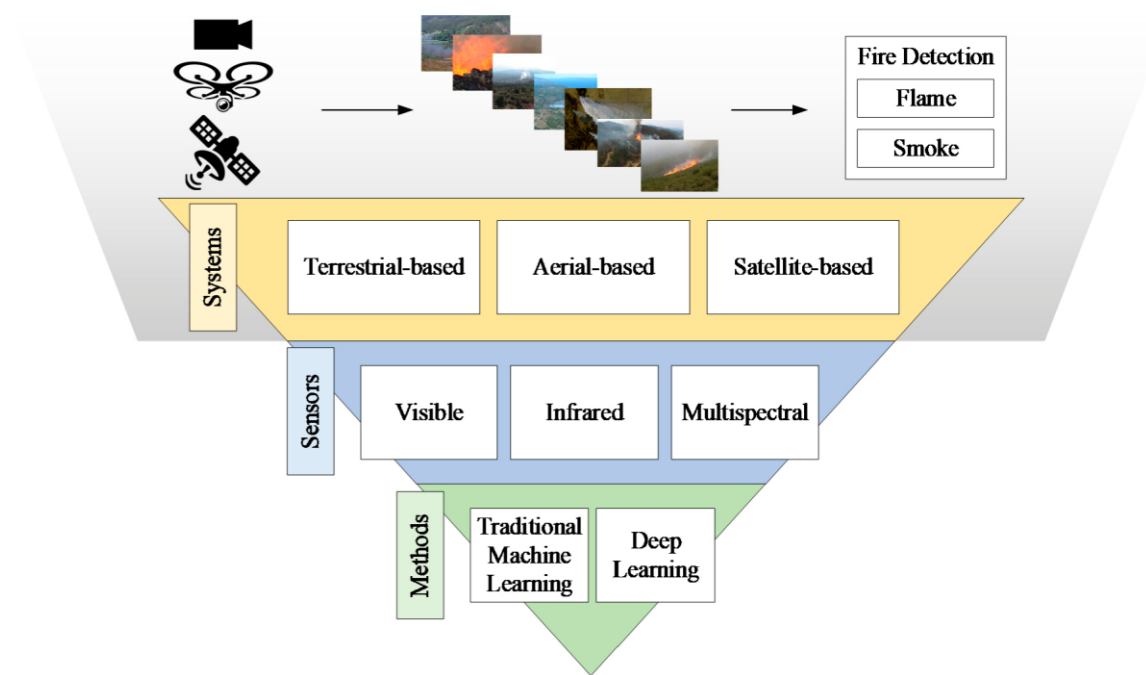 Fire Detection
Flame
Smoke
Systems
Terrestrial-based
Aerial-based
Satellite-based
Sensors
Visible
Infrared
Multispectral
Methods
Traditional
Machine
Learning
Deep
Learning